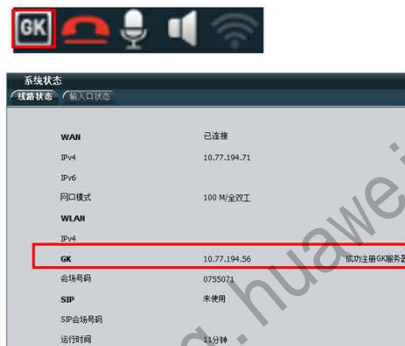 GK
系统状态
线路状态 输入口状态
WAN 已连接
IPv4 10.77.194.71
IPv6
网口模式 100 M/全双工
WLAN
IPv4
GK 10.77.194.56 成功注册GK服务器
会场号码 0755071
SIP 未使用
SIP会场号码
运行时间 11分钟
g.huawei